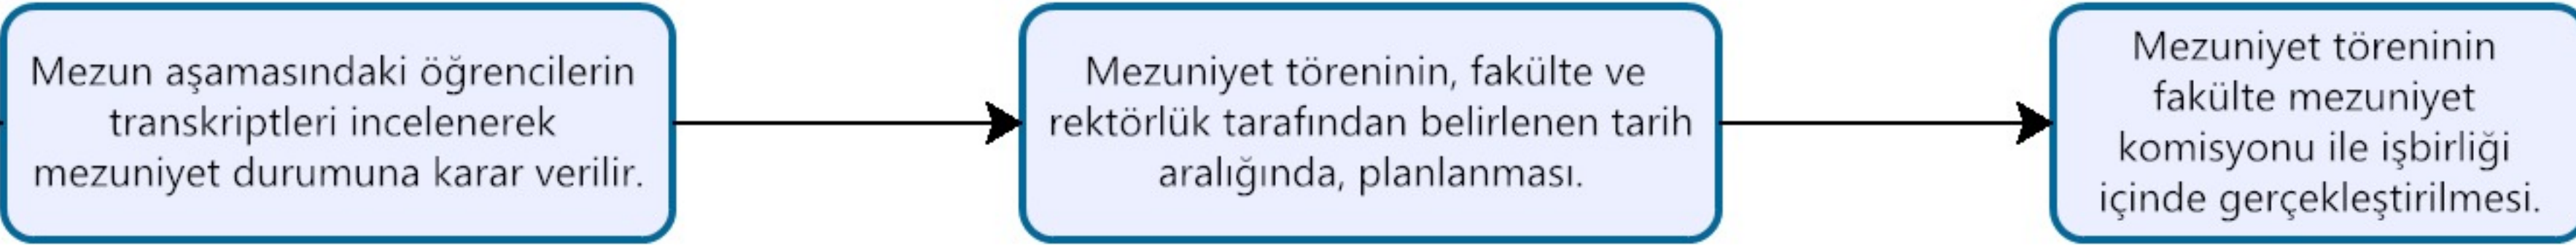 Mezun aşamasındaki öğrencilerin
transkriptleri incelenerek
mezuniyet durumuna karar verilir.
Mezuniyet töreninin, fakülte ve
rektörlük tarafından belirlenen tarih
aralığında, planlanması.
Mezuniyet töreninin
fakülte mezuniyet
komisyonu ile işbirliği
içinde gerçekleştirilmesi.